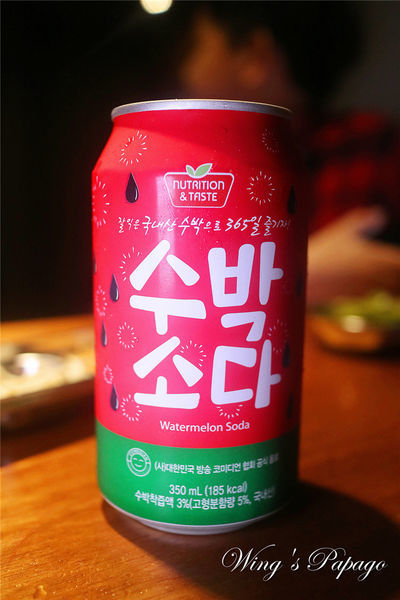 NUTRITION
& TASTE
잘 익은 국내산 수박으로 365일 즐기자!
수박
소다
Watermelon Soda
(사)대한민국 방송 코미디언 협회 공식 음료
350 mL (185 kcal)
수박착즙액 3%(고형분함량 5%, 국내산)
Wing's Papago